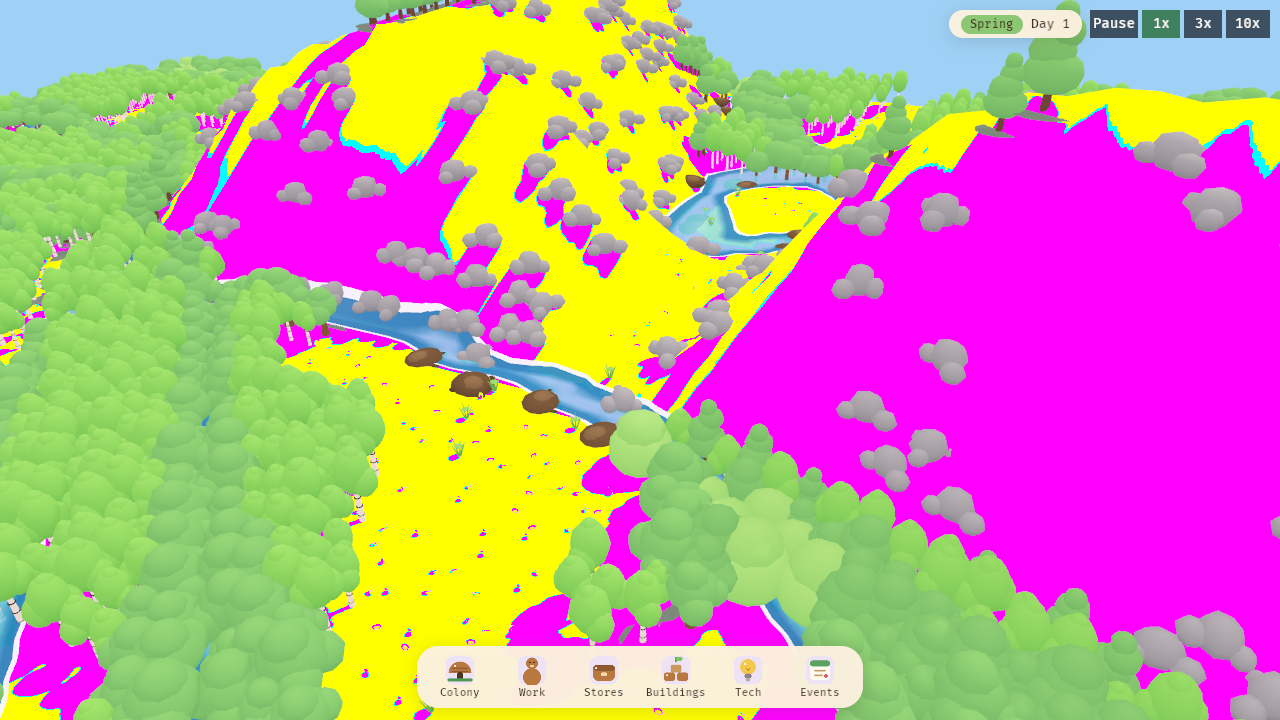 Spring Day 1 Pause 1x 3x 10x
Colony Work Stores Buildings Tech Events